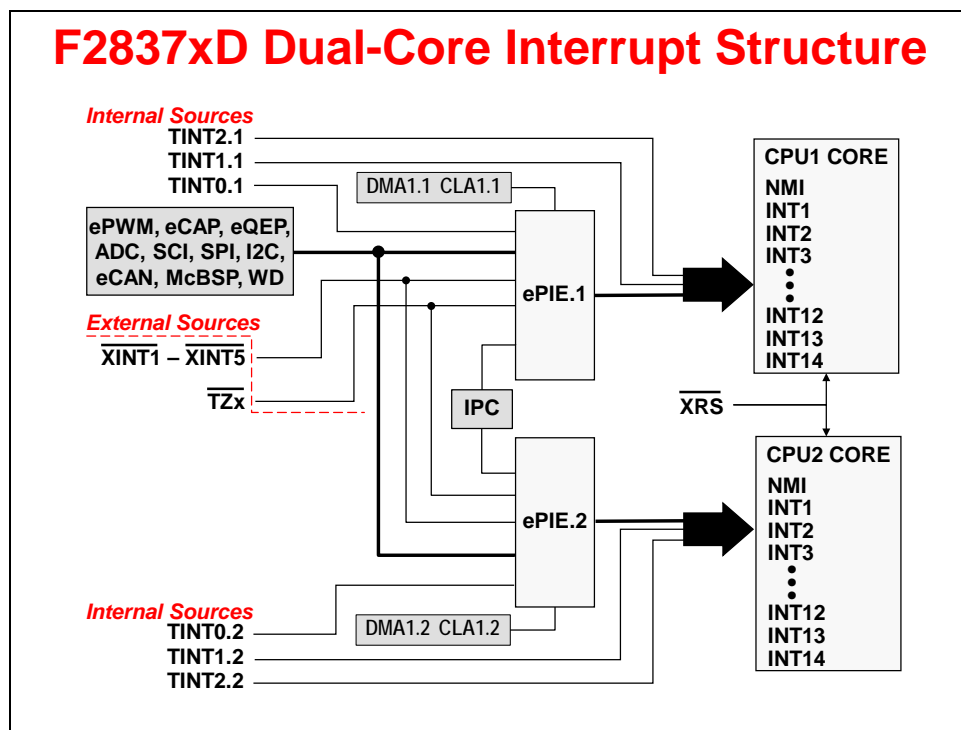 F2837xD Dual-Core Interrupt Structure
Internal Sources
TINT2.1
TINT1.1
TINT0.1
ePWM, eCAP, eQEP,
ADC, SCI, SPI, I2C,
eCAN, McBSP, WD
External Sources
XINT1 – XINT5
TZx
DMA1.1 CLA1.1
ePIE.1
IPC
ePIE.2
DMA1.2 CLA1.2
Internal Sources
TINT0.2
TINT1.2
TINT2.2
CPU1 CORE
NMI
INT1
INT2
INT3
INT12
INT13
INT14
XRS
CPU2 CORE
NMI
INT1
INT2
INT3
INT12
INT13
INT14